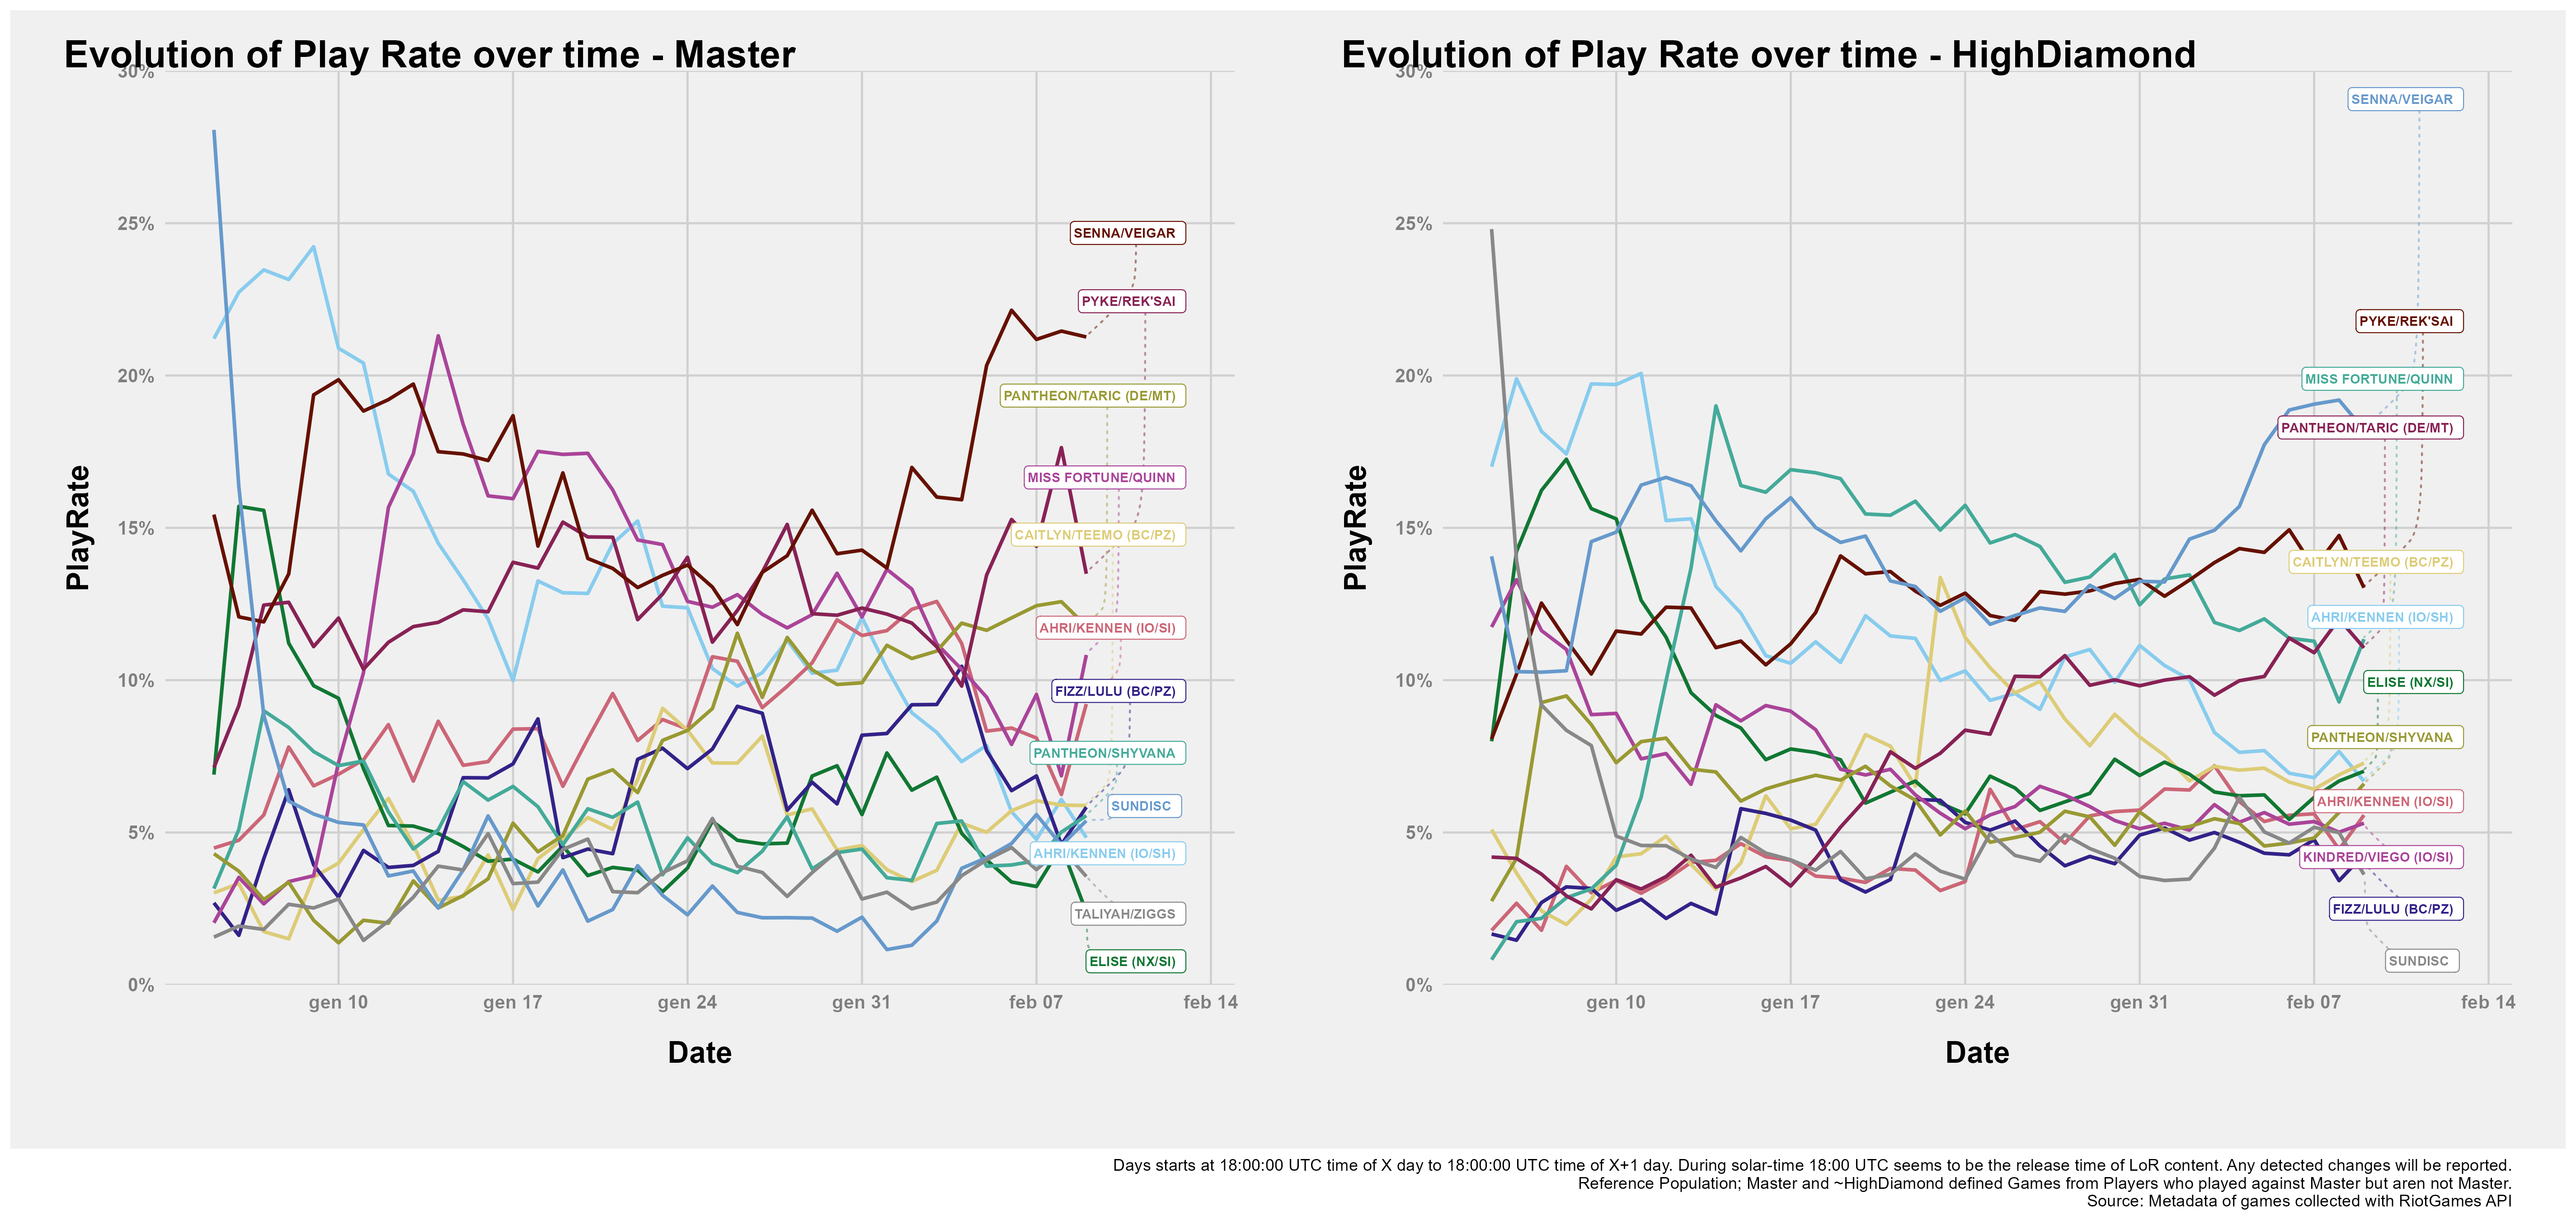 Evolution of Play Rate over time - Master
30%
25%
20%
15%
10%
5%
0%
PlayRate
SENNA/VEIGAR
PYKE/REK'SAI
PANTHEON/TARIC (DE/MT)
MISS FORTUNE/QUINN
CAITLYN/TEEMO (BC/PZ)
AHRI/KENNEN (IO/SI)
FIZZ/LULU (BC/PZ)
PANTHEON/SHYVANA
SUNDISC
AHRI/KENNEN (IO/SH)
TALIYAH/ZIGGS
ELISE (NX/SI)
gen 10 gen 17 gen 24 gen 31 feb 07 feb 14
Date
Evolution of Play Rate over time - HighDiamond
30%
25%
20%
15%
10%
5%
0%
PlayRate
SENNA/VEIGAR
PYKE/REK'SAI
MISS FORTUNE/QUINN
PANTHEON/TARIC (DE/MT)
CAITLYN/TEEMO (BC/PZ)
AHRI/KENNEN (IO/SH)
ELISE (NX/SI)
PANTHEON/SHYVANA
AHRI/KENNEN (IO/SI)
KINDRED/VIEGO (IO/SI)
FIZZ/LULU (BC/PZ)
SUNDISC
gen 10 gen 17 gen 24 gen 31 feb 07 feb 14
Date
Days starts at 18:00:00 UTC time of X day to 18:00:00 UTC time of X+1 day. During solar-time 18:00 UTC seems to be the release time of LoR content. Any detected changes will be reported.
Reference Population; Master and ~HighDiamond defined Games from Players who played against Master but aren not Master.
Source: Metadata of games collected with RiotGames API